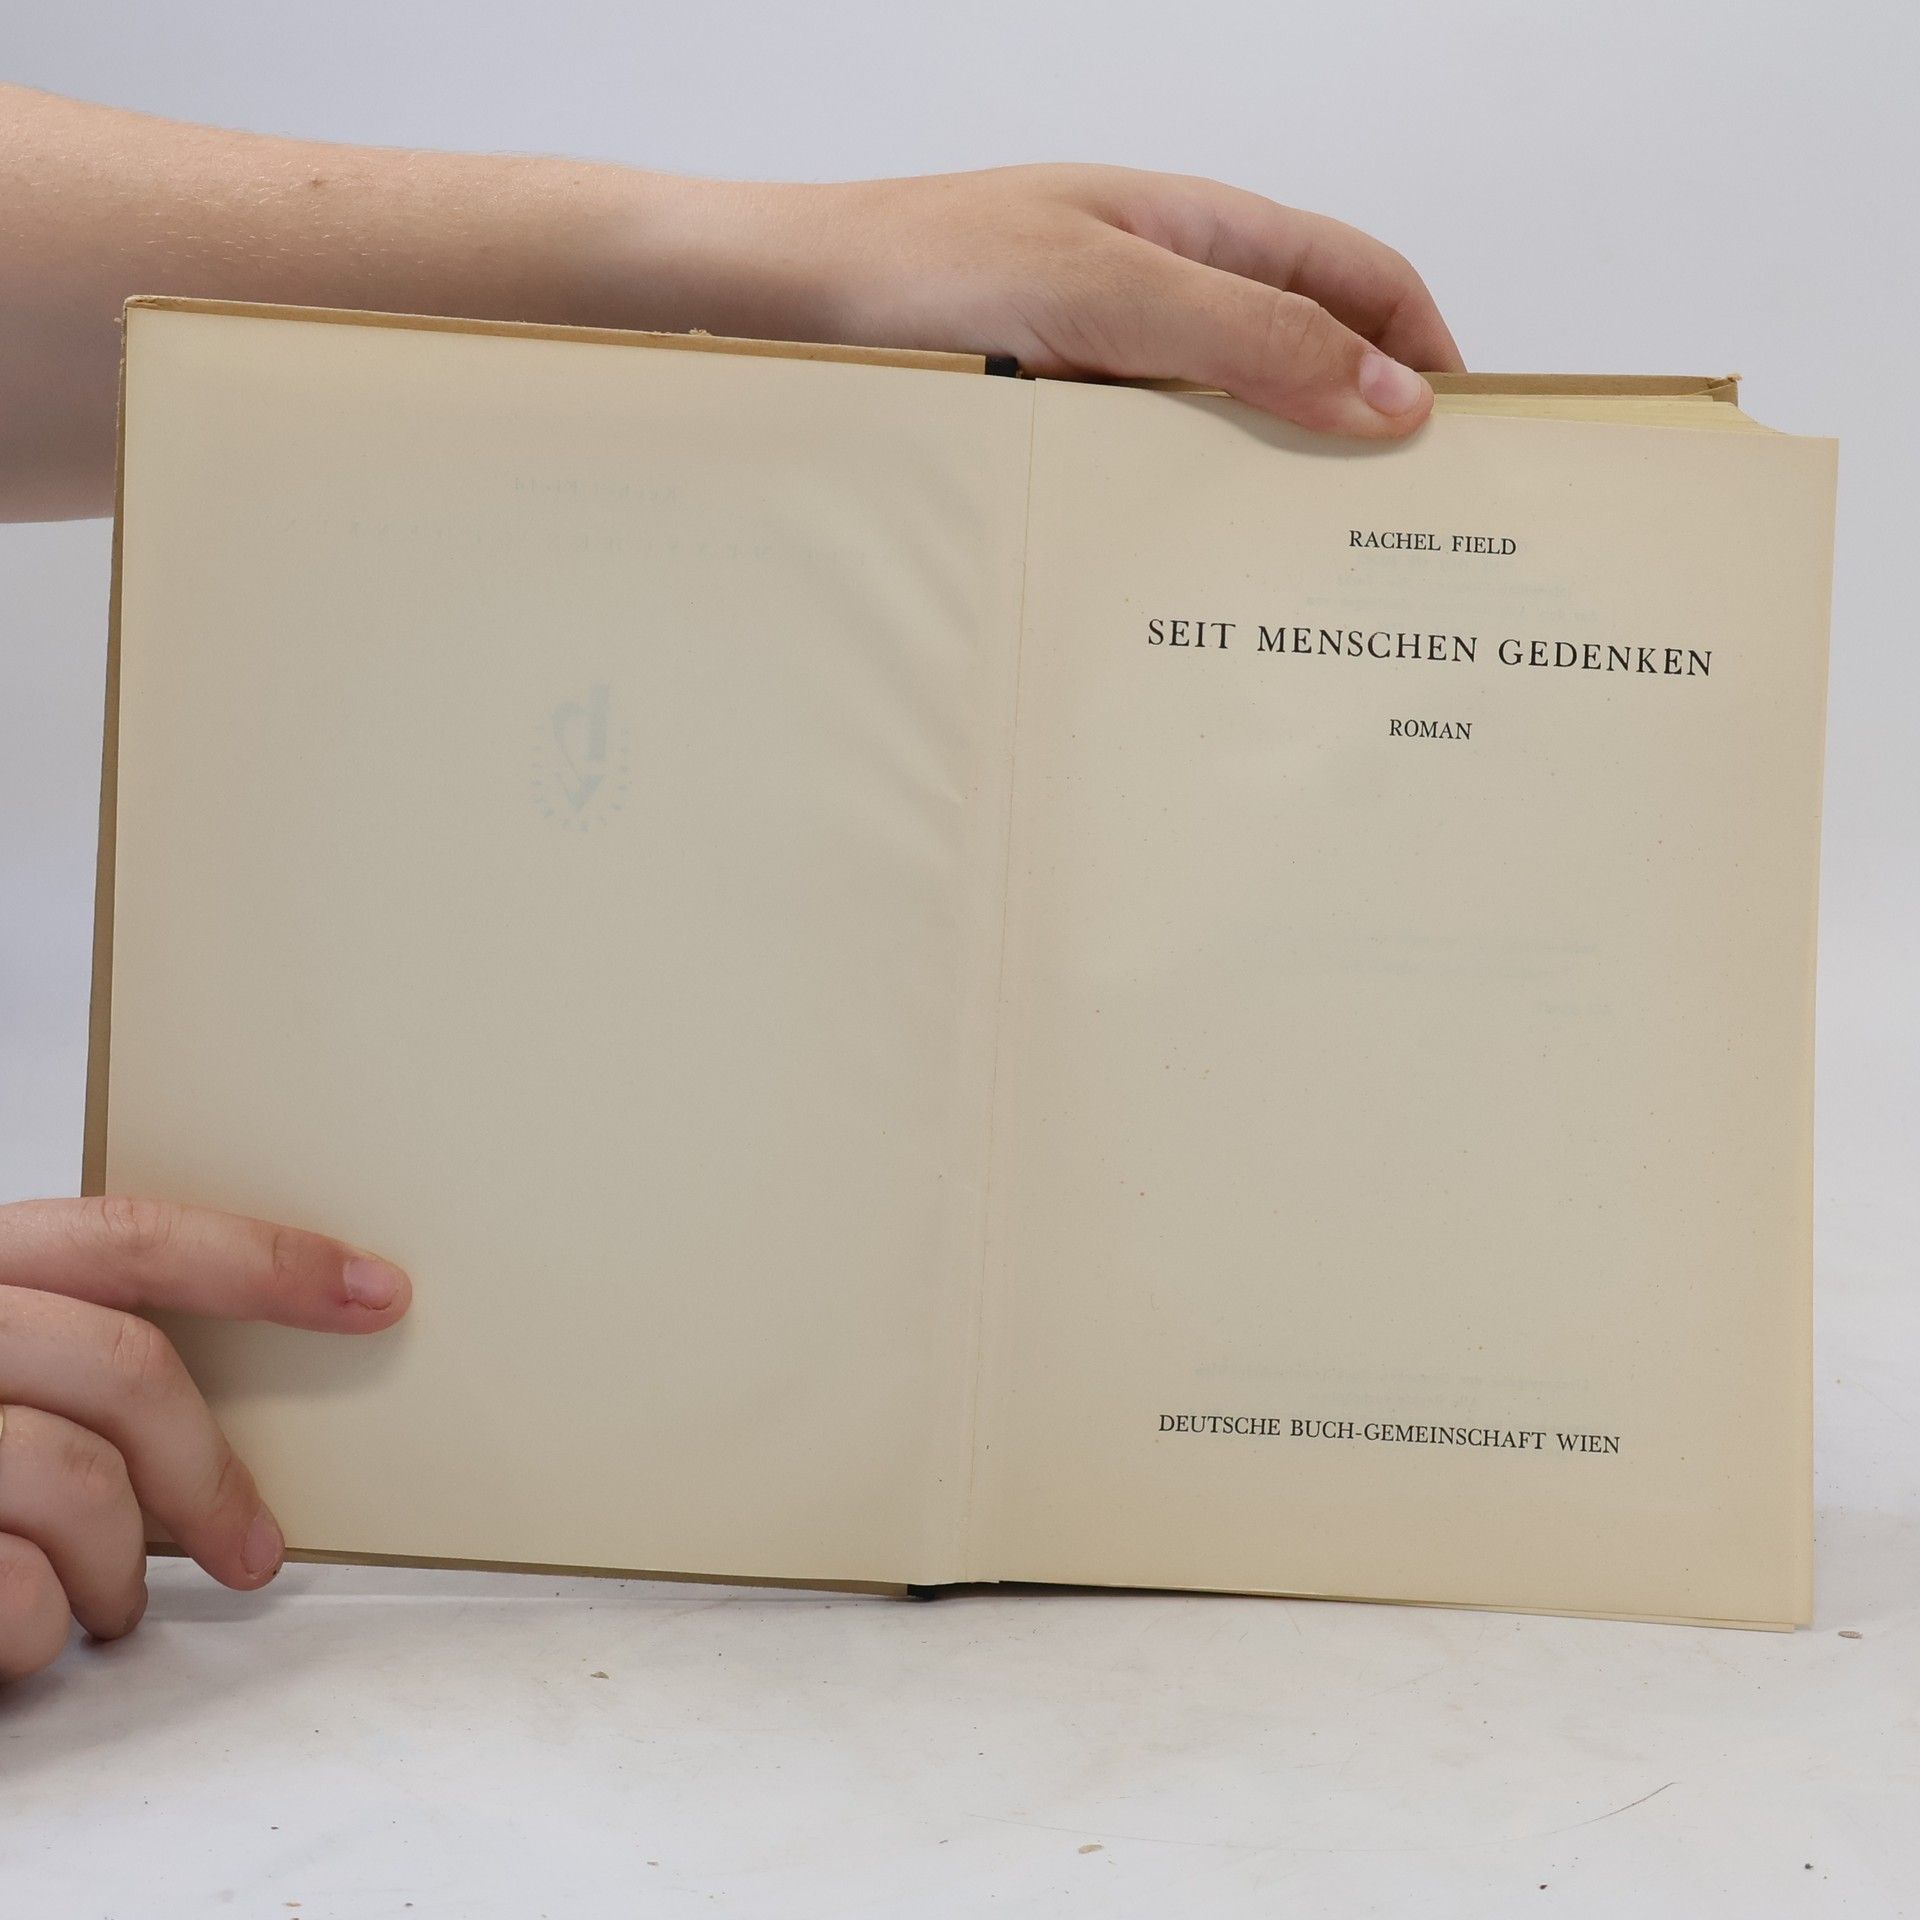 RACHEL FIELD
SEIT MENSCHEN GEDENKEN
ROMAN
DEUTSCHE BUCH-GEMEINSCHAFT WIEN